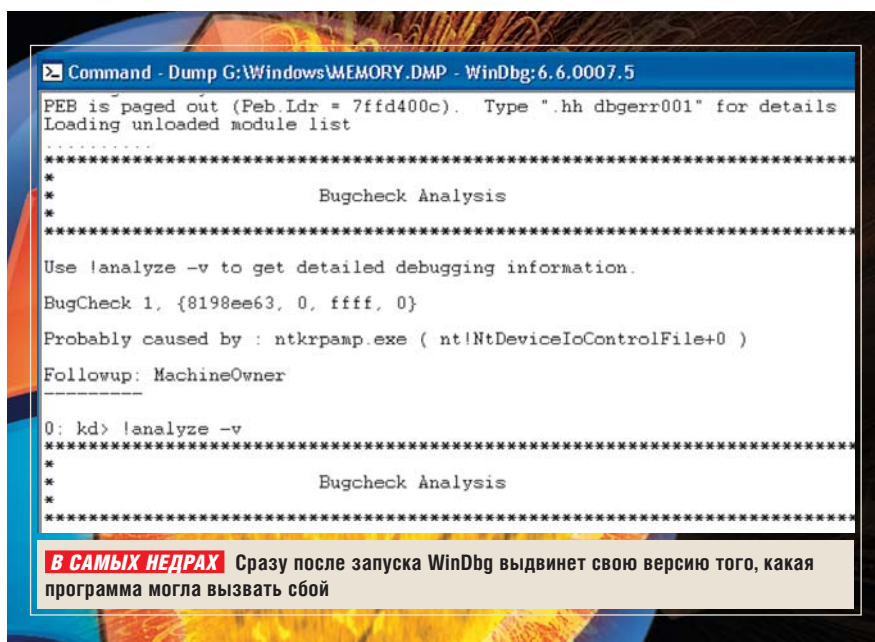 Command - Dump G:\Windows\MEMORY.DMP - WinDbg:6.6.0007.5
PEB is paged out (Peb.Ldr = 7ffd400c).  Type ".hh dbgerr001" for details
Loading unloaded module list
..........
*******************************************************************************
*
*                        Bugcheck Analysis
*
*******************************************************************************
Use !analyze -v to get detailed debugging information.
BugCheck 1, {8198ee63, 0, ffff, 0}
Probably caused by : ntkrpamp.exe ( nt!NtDeviceIoControlFile+0 )
Followup: MachineOwner
---------
0: kd> !analyze -v
*******************************************************************************
*
*                        Bugcheck Analysis
*
*******************************************************************************
В САМЫХ НЕДРАХ Сразу после запуска WinDbg выдвинет свою версию того, какая
программа могла вызвать сбой